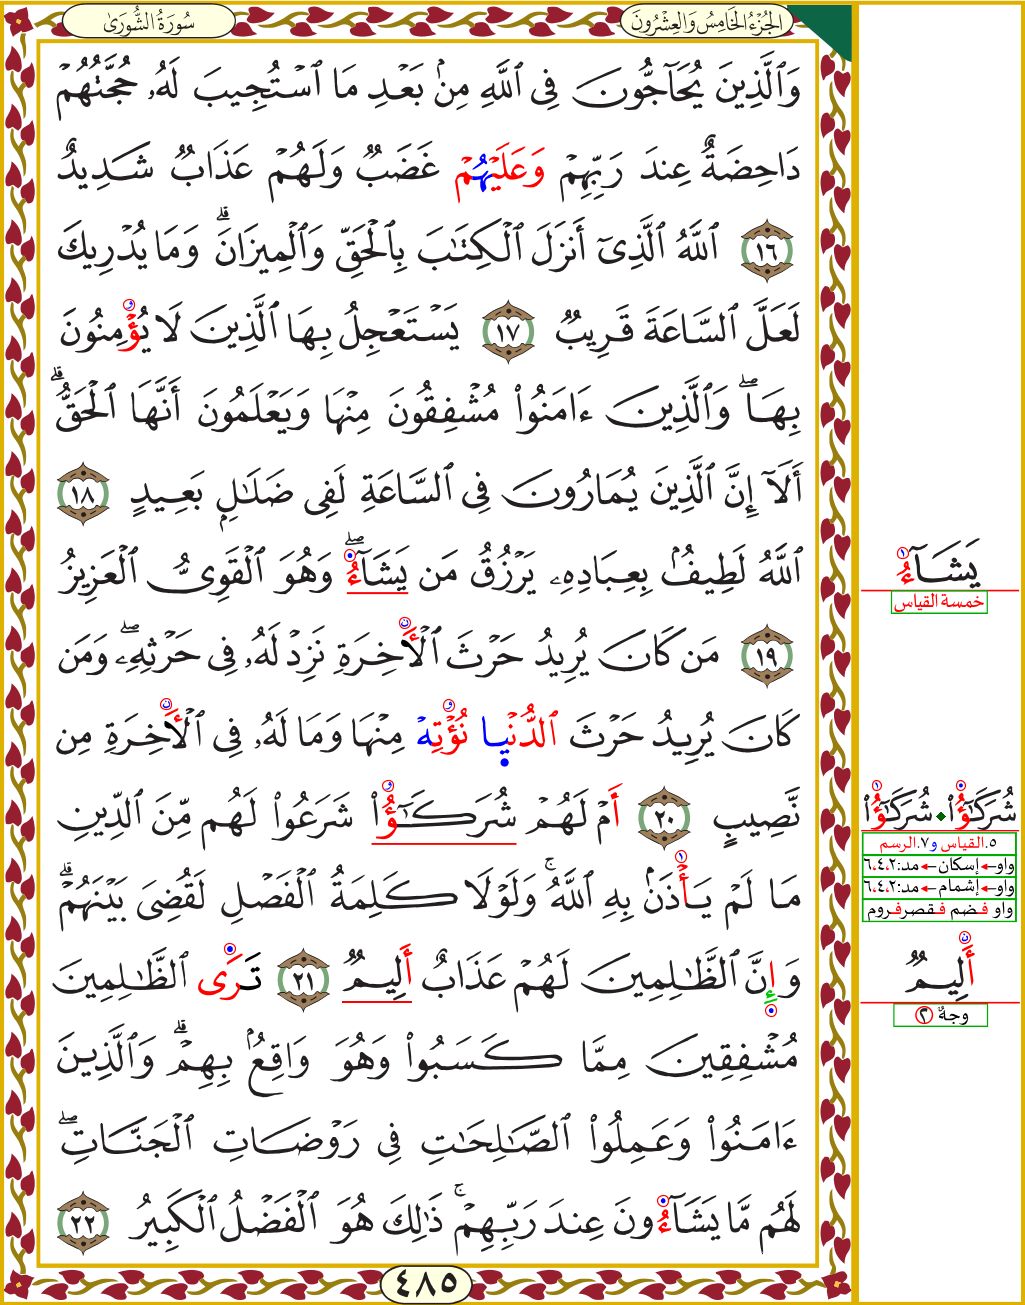 الجُزْءُ الخَامِسُ وَالعِشْرُونَ
سُورَةُ الشُّورَىٰ
وَٱلَّذِينَ يُحَآجُّونَ فِى ٱللَّهِ مِنۢ بَعْدِ مَا ٱسْتُجِيبَ لَهُۥ حُجَّتُهُمْ
دَاحِضَةٌ عِندَ رَبِّهِمْ وَعَلَيْهُمْ غَضَبٌ وَلَهُمْ عَذَابٌ شَدِيدٌ
١٦ ٱللَّهُ ٱلَّذِىٓ أَنزَلَ ٱلْكِتَـٰبَ بِٱلْحَقِّ وَٱلْمِيزَانَ ۗ وَمَا يُدْرِيكَ
لَعَلَّ ٱلسَّاعَةَ قَرِيبٌ ١٧ يَسْتَعْجِلُ بِهَا ٱلَّذِينَ لَا يُؤْمِنُونَ
بِهَا ۖ وَٱلَّذِينَ ءَامَنُوا۟ مُشْفِقُونَ مِنْهَا وَيَعْلَمُونَ أَنَّهَا ٱلْحَقُّ ۗ
أَلَآ إِنَّ ٱلَّذِينَ يُمَارُونَ فِى ٱلسَّاعَةِ لَفِى ضَلَـٰلٍۭ بَعِيدٍ ١٨
ٱللَّهُ لَطِيفٌۢ بِعِبَادِهِۦ يَرْزُقُ مَن يَشَآءُ ۖ وَهُوَ ٱلْقَوِىُّ ٱلْعَزِيزُ
١٩ مَن كَانَ يُرِيدُ حَرْثَ ٱلْأَخِرَةِ نَزِدْ لَهُۥ فِى حَرْثِهِۦ ۖ وَمَن
كَانَ يُرِيدُ حَرْثَ ٱلدُّنْيَا نُؤْتِهْ مِنْهَا وَمَا لَهُۥ فِى ٱلْأَخِرَةِ مِن
نَّصِيبٍ ٢٠ أَمْ لَهُمْ شُرَكَـٰٓؤُا۟ شَرَعُوا۟ لَهُم مِّنَ ٱلدِّينِ
مَا لَمْ يَأْذَنۢ بِهِ ٱللَّهُ ۚ وَلَوْلَا كَلِمَةُ ٱلْفَصْلِ لَقُضِىَ بَيْنَهُمْ ۗ
وَإِنَّ ٱلظَّـٰلِمِينَ لَهُمْ عَذَابٌ أَلِيمٌ ٢١ تَرَى ٱلظَّـٰلِمِينَ
مُشْفِقِينَ مِمَّا كَسَبُوا۟ وَهُوَ وَاقِعٌۢ بِهِمْ ۗ وَٱلَّذِينَ
ءَامَنُوا۟ وَعَمِلُوا۟ ٱلصَّـٰلِحَـٰتِ فِى رَوْضَاتِ ٱلْجَنَّاتِ ۖ
لَهُم مَّا يَشَآءُونَ عِندَ رَبِّهِمْ ۚ ذَٰلِكَ هُوَ ٱلْفَضْلُ ٱلْكَبِيرُ ٢٢
٤٨٥
يَشَآءُ
خمسة القياس
شُرَكَـٰٓؤُا۟ شُرَكَـٰٓؤُا۟
٥.القياس و٧.الرسم
واو←إسكان←مد:٦،٤،٢
واو←إشمام←مد:٦،٤،٢
واو فضم فقصرفروم
أَلِيمٌ
وجهٌ ٢